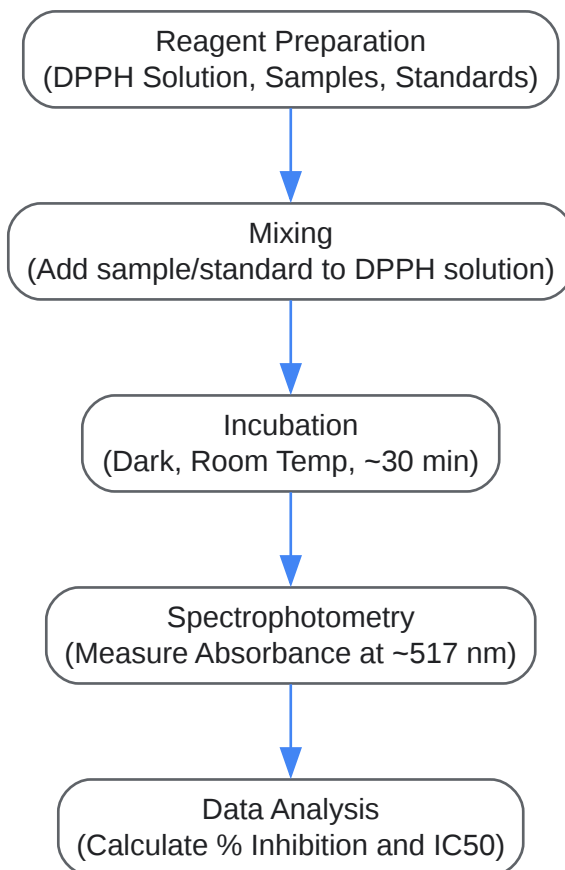 Reagent Preparation
(DPPH Solution, Samples, Standards)
Mixing
(Add sample/standard to DPPH solution)
Incubation
(Dark, Room Temp, ~30 min)
Spectrophotometry
(Measure Absorbance at ~517 nm)
Data Analysis
(Calculate % Inhibition and IC50)